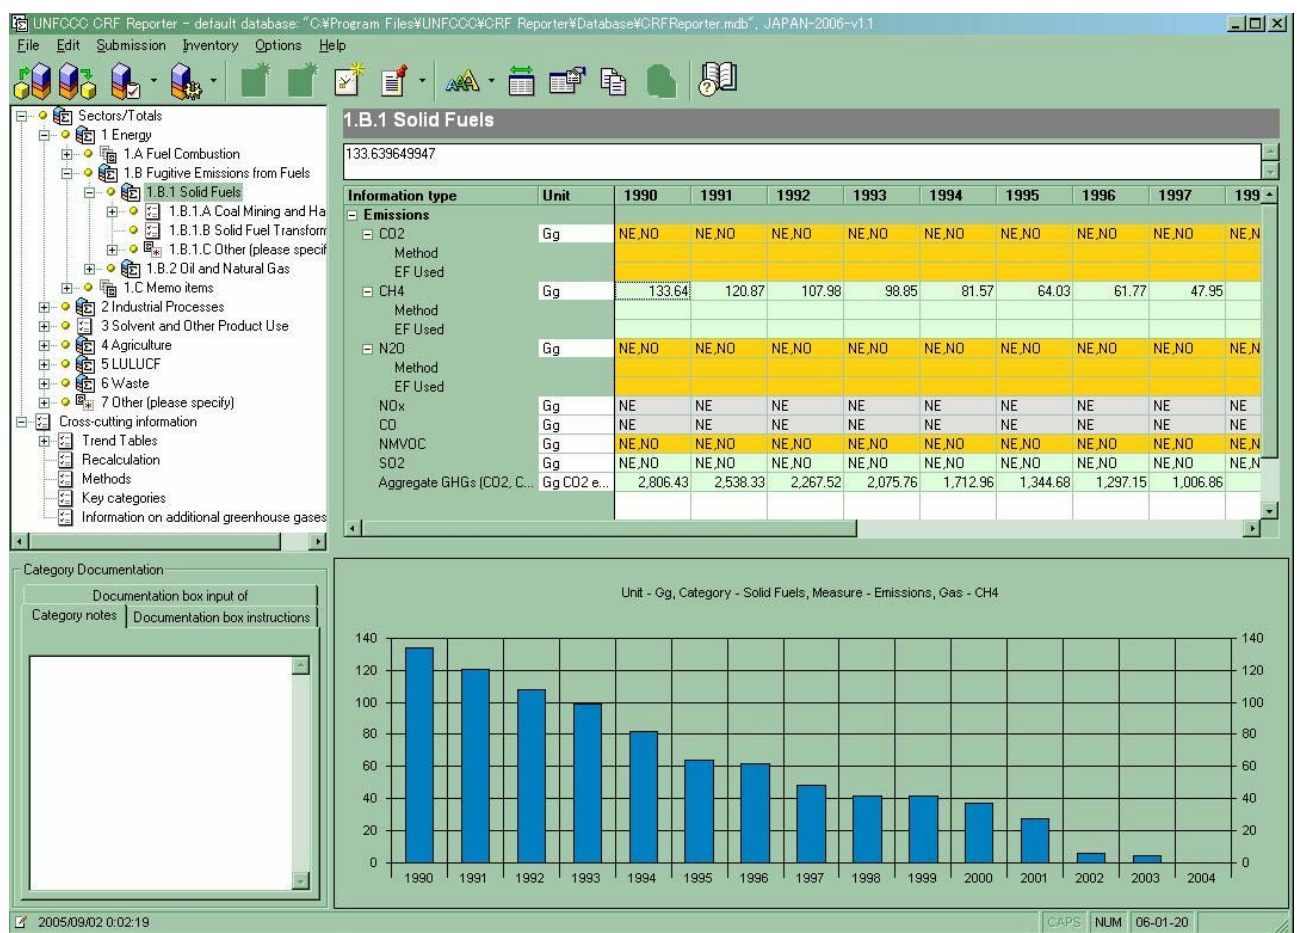 UNFCCC CRF Reporter - default database: "C:¥Program Files¥UNFCCC¥CRF Reporter¥Database¥CRFReporter.mdb", JAPAN-2006-v1.1
File Edit Submission Inventory Options Help
Sectors/Totals
1 Energy
1.A Fuel Combustion
1.B Fugitive Emissions from Fuels
1.B.1 Solid Fuels
1.B.1.A Coal Mining and Ha
1.B.1.B Solid Fuel Transform
1.B.1.C Other (please specif
1.B.2 Oil and Natural Gas
1.C Memo items
2 Industrial Processes
3 Solvent and Other Product Use
4 Agriculture
5 LULUCF
6 Waste
7 Other (please specify)
Cross-cutting information
Trend Tables
Recalculation
Methods
Key categories
Information on additional greenhouse gases
1.B.1 Solid Fuels
133.639649947
Information type Unit 1990 1991 1992 1993 1994 1995 1996 1997 199
Emissions
CO2 Gg NE,NO NE,NO NE,NO NE,NO NE,NO NE,NO NE,NO NE,NO NE,N
Method
EF Used
CH4 Gg 133.64 120.87 107.98 98.85 81.57 64.03 61.77 47.95
Method
EF Used
N2O Gg NE,NO NE,NO NE,NO NE,NO NE,NO NE,NO NE,NO NE,NO NE,N
Method
EF Used
NOx Gg NE NE NE NE NE NE NE NE NE
CO Gg NE NE NE NE NE NE NE NE NE
NMVOC Gg NE,NO NE,NO NE,NO NE,NO NE,NO NE,NO NE,NO NE,NO NE,N
SO2 Gg NE,NO NE,NO NE,NO NE,NO NE,NO NE,NO NE,NO NE,NO NE,N
Aggregate GHGs (CO2, C... Gg CO2 e... 2,806.43 2,538.33 2,267.52 2,075.76 1,712.96 1,344.68 1,297.15 1,006.86
Category Documentation
Documentation box input of
Category notes Documentation box instructions
Unit - Gg, Category - Solid Fuels, Measure - Emissions, Gas - CH4
140 140
120 120
100 100
80 80
60 60
40 40
20 20
0 0
1990 1991 1992 1993 1994 1995 1996 1997 1998 1999 2000 2001 2002 2003 2004
2005/09/02 0:02:19 CAPS NUM 06-01-20